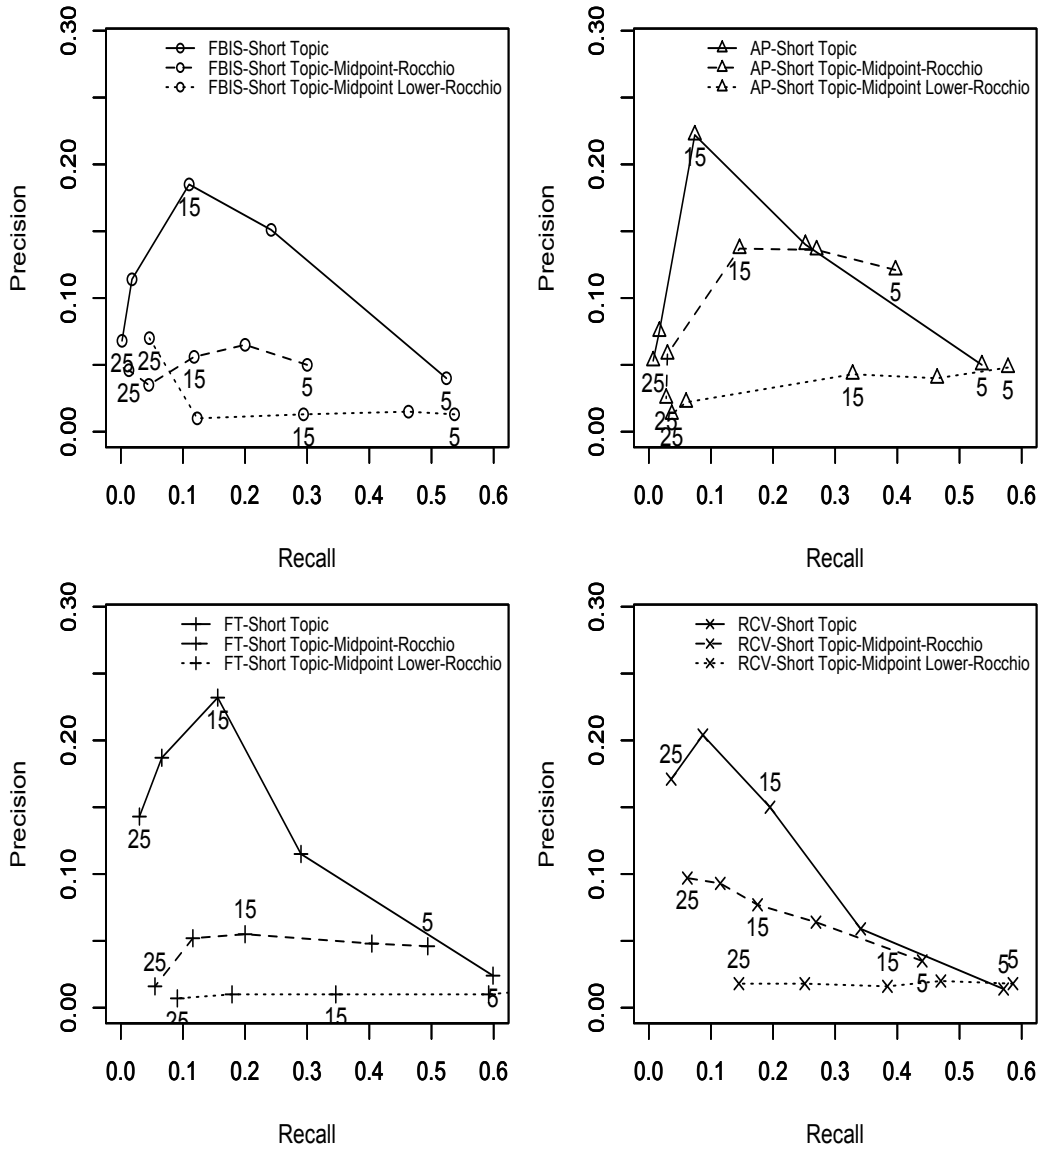 FBIS-Short Topic
FBIS-Short Topic-Midpoint-Rocchio
FBIS-Short Topic-Midpoint Lower-Rocchio
0.30
0.20
0.10
0.00
Precision
25
25
25
15
15
15
5
5
5
0.0 0.1 0.2 0.3 0.4 0.5 0.6
Recall
AP-Short Topic
AP-Short Topic-Midpoint-Rocchio
AP-Short Topic-Midpoint Lower-Rocchio
0.30
0.20
0.10
0.00
Precision
15
15
15
25
25
25
5
5
5
0.0 0.1 0.2 0.3 0.4 0.5 0.6
Recall
FT-Short Topic
FT-Short Topic-Midpoint-Rocchio
FT-Short Topic-Midpoint Lower-Rocchio
0.30
0.20
0.10
0.00
Precision
15
25
15
5
25
5
25
15
0.0 0.1 0.2 0.3 0.4 0.5 0.6
Recall
RCV-Short Topic
RCV-Short Topic-Midpoint-Rocchio
RCV-Short Topic-Midpoint Lower-Rocchio
0.30
0.20
0.10
0.00
Precision
25
15
25
15
25
15
5
5
5
0.0 0.1 0.2 0.3 0.4 0.5 0.6
Recall